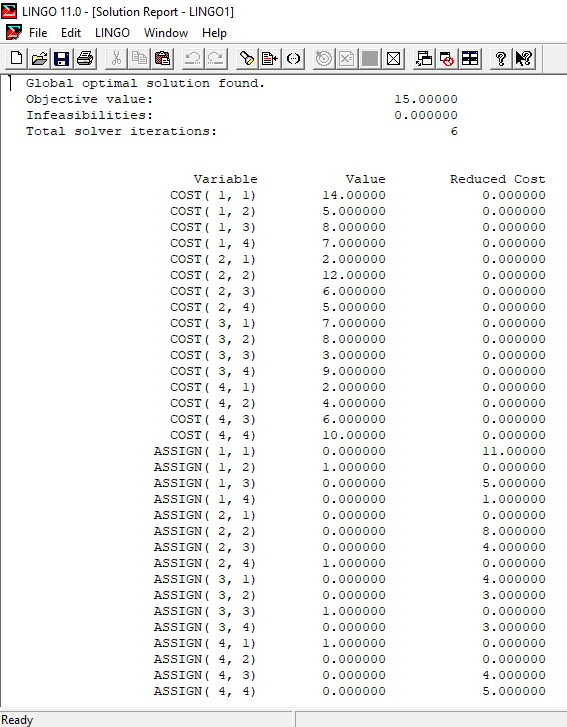 LINGO 11.0 - [Solution Report - LINGO1]
File Edit LINGO Window Help
Global optimal solution found.
Objective value: 15.00000
Infeasibilities: 0.000000
Total solver iterations: 6
Variable Value Reduced Cost
COST( 1, 1) 14.00000 0.000000
COST( 1, 2) 5.000000 0.000000
COST( 1, 3) 8.000000 0.000000
COST( 1, 4) 7.000000 0.000000
COST( 2, 1) 2.000000 0.000000
COST( 2, 2) 12.00000 0.000000
COST( 2, 3) 6.000000 0.000000
COST( 2, 4) 5.000000 0.000000
COST( 3, 1) 7.000000 0.000000
COST( 3, 2) 8.000000 0.000000
COST( 3, 3) 3.000000 0.000000
COST( 3, 4) 9.000000 0.000000
COST( 4, 1) 2.000000 0.000000
COST( 4, 2) 4.000000 0.000000
COST( 4, 3) 6.000000 0.000000
COST( 4, 4) 10.00000 0.000000
ASSIGN( 1, 1) 0.000000 11.00000
ASSIGN( 1, 2) 1.000000 0.000000
ASSIGN( 1, 3) 0.000000 5.000000
ASSIGN( 1, 4) 0.000000 1.000000
ASSIGN( 2, 1) 0.000000 0.000000
ASSIGN( 2, 2) 0.000000 8.000000
ASSIGN( 2, 3) 0.000000 4.000000
ASSIGN( 2, 4) 1.000000 0.000000
ASSIGN( 3, 1) 0.000000 4.000000
ASSIGN( 3, 2) 0.000000 3.000000
ASSIGN( 3, 3) 1.000000 0.000000
ASSIGN( 3, 4) 0.000000 3.000000
ASSIGN( 4, 1) 1.000000 0.000000
ASSIGN( 4, 2) 0.000000 0.000000
ASSIGN( 4, 3) 0.000000 4.000000
ASSIGN( 4, 4) 0.000000 5.000000
Ready